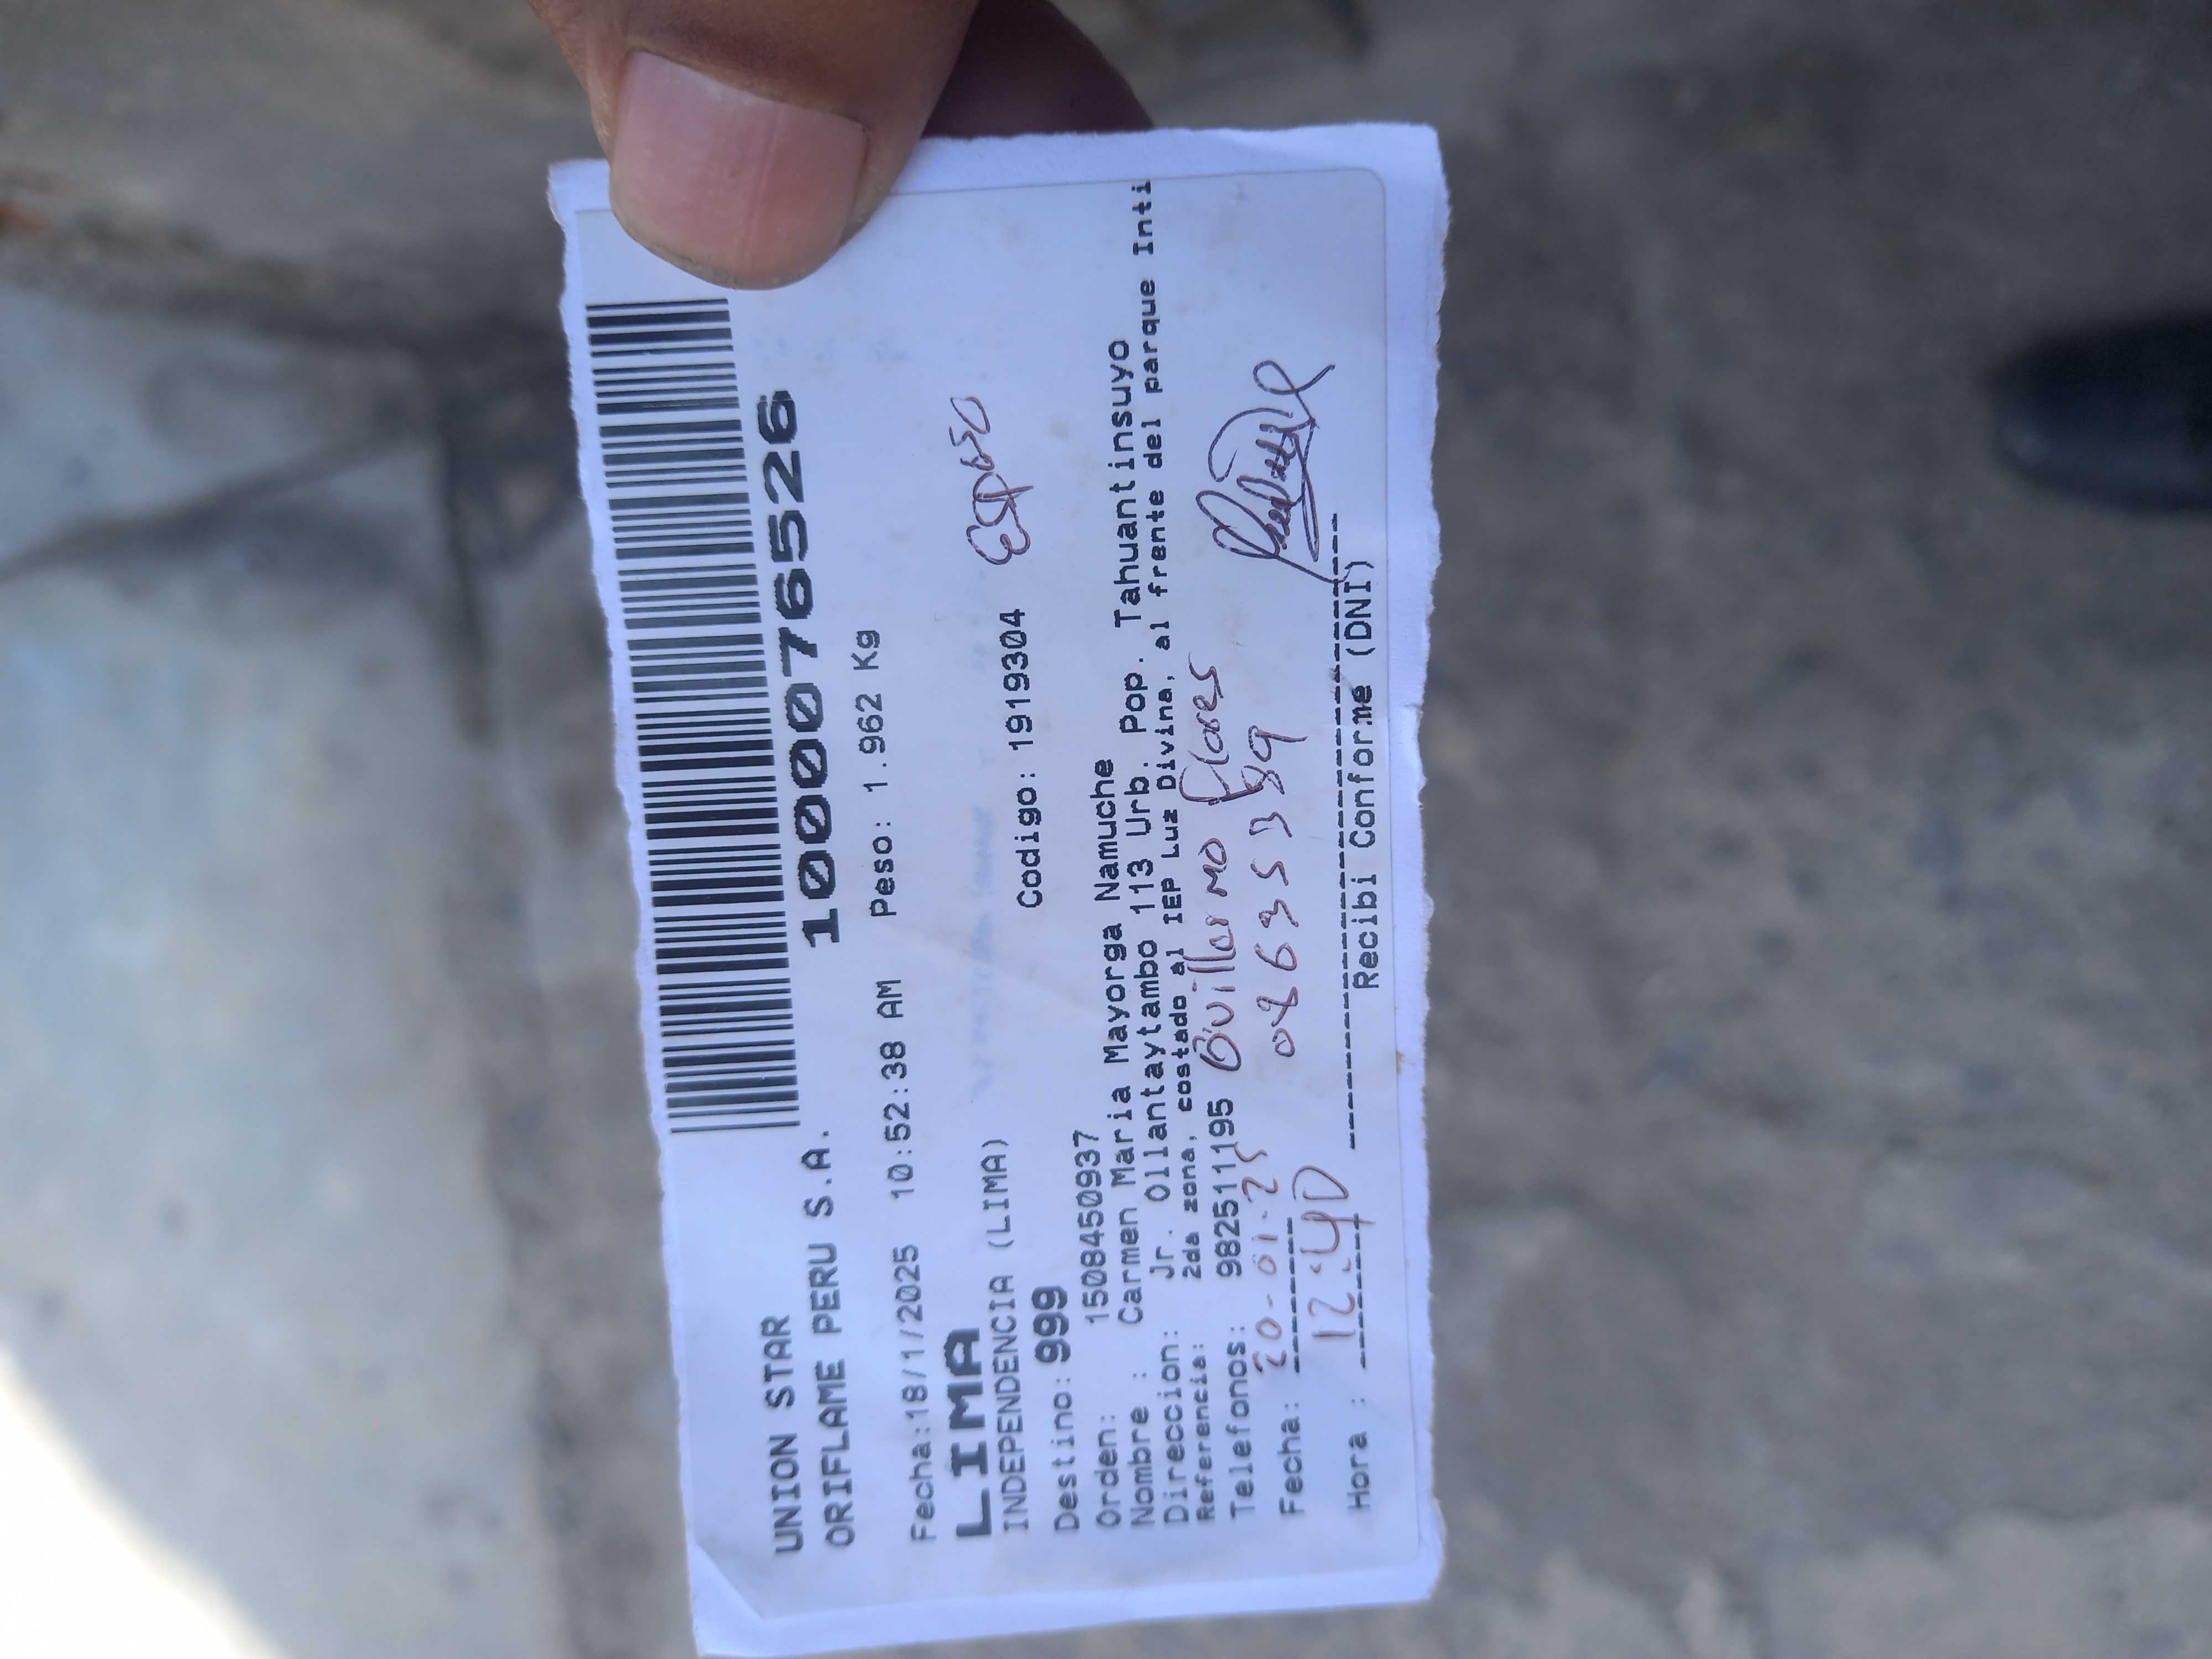 UNION STAR
ORIFLAME PERU S.A.
100076526
Fecha:18/1/2025 10:52:38 AM Peso: 1.962 Kg
LIMA
INDEPENDENCIA (LIMA)
Destino: 999 Codigo: 1919304 Esposo
Orden: 1508450937
Nombre : Carmen Maria Mayorga Namuche
Direccion: Jr. Ollantaytambo 113 Urb. Pop. Tahuantinsuyo
Referencia: 2da zona, costado al IEP Luz Divina, al frente del parque Inti
Telefonos: 982511195 Guillermo Flores
Fecha: 20-01-25
Hora : 12:40
Recibi Conforme (DNI)